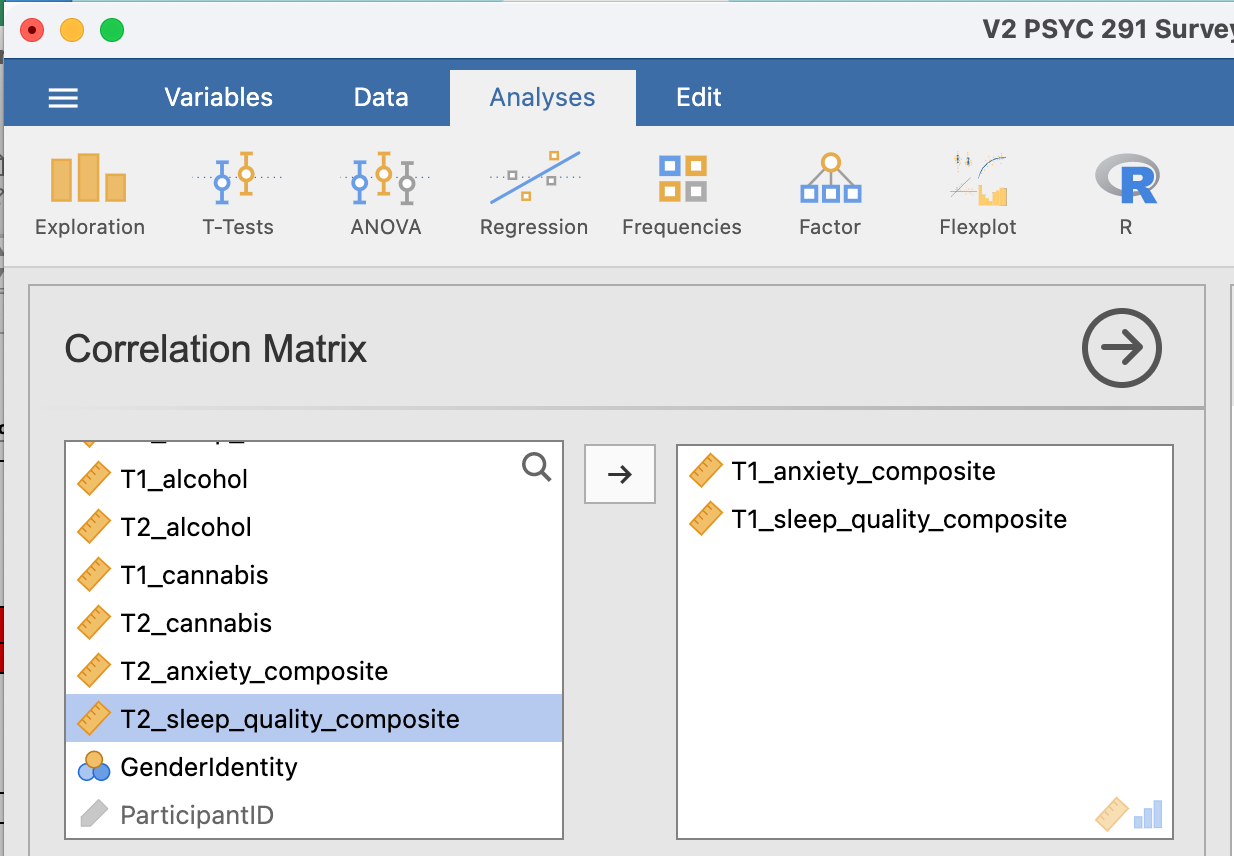 V2 PSYC 291 Survey
Variables Data Analyses Edit
Exploration T-Tests ANOVA Regression Frequencies Factor Flexplot R
Correlation Matrix
T1_alcohol
T2_alcohol
T1_cannabis
T2_cannabis
T2_anxiety_composite
T2_sleep_quality_composite
GenderIdentity
ParticipantID
T1_anxiety_composite
T1_sleep_quality_composite